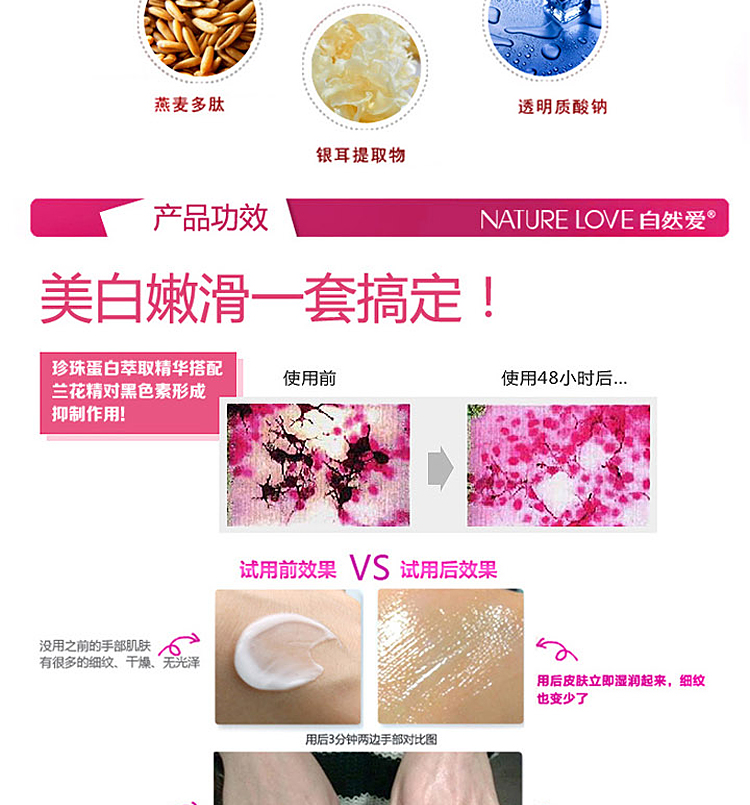 燕麦多肽
透明质酸钠
银耳提取物
产品功效
NATURE LOVE 自然爱®
美白嫩滑一套搞定！
珍珠蛋白萃取精华搭配
兰花精对黑色素形成
抑制作用!
使用前
使用48小时后...
试用前效果 VS 试用后效果
没用之前的手部肌肤
有很多的细纹、干燥、无光泽
用后皮肤立即湿润起来，细纹
也变少了
用后3分钟两边手部对比图